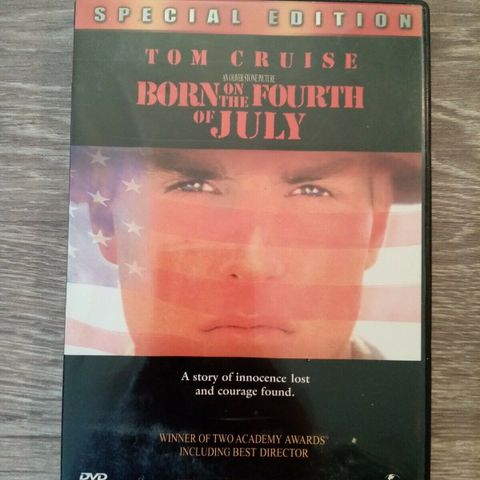 SPECIAL EDITION
TOM CRUISE
AN OLIVER STONE PICTURE
BORN ON THE FOURTH
OF JULY
A story of innocence lost
and courage found.
WINNER OF TWO ACADEMY AWARDS
INCLUDING BEST DIRECTOR
DVD